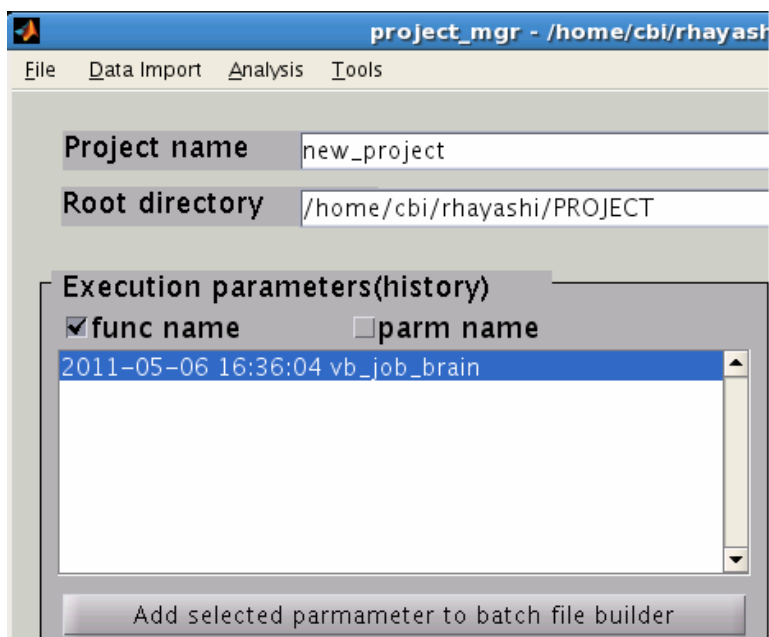 project_mgr - /home/cbi/rhayash
File Data Import Analysis Tools
Project name new_project
Root directory /home/cbi/rhayashi/PROJECT
Execution parameters(history)
func name parm name
2011-05-06 16:36:04 vb_job_brain
Add selected parmameter to batch file builder